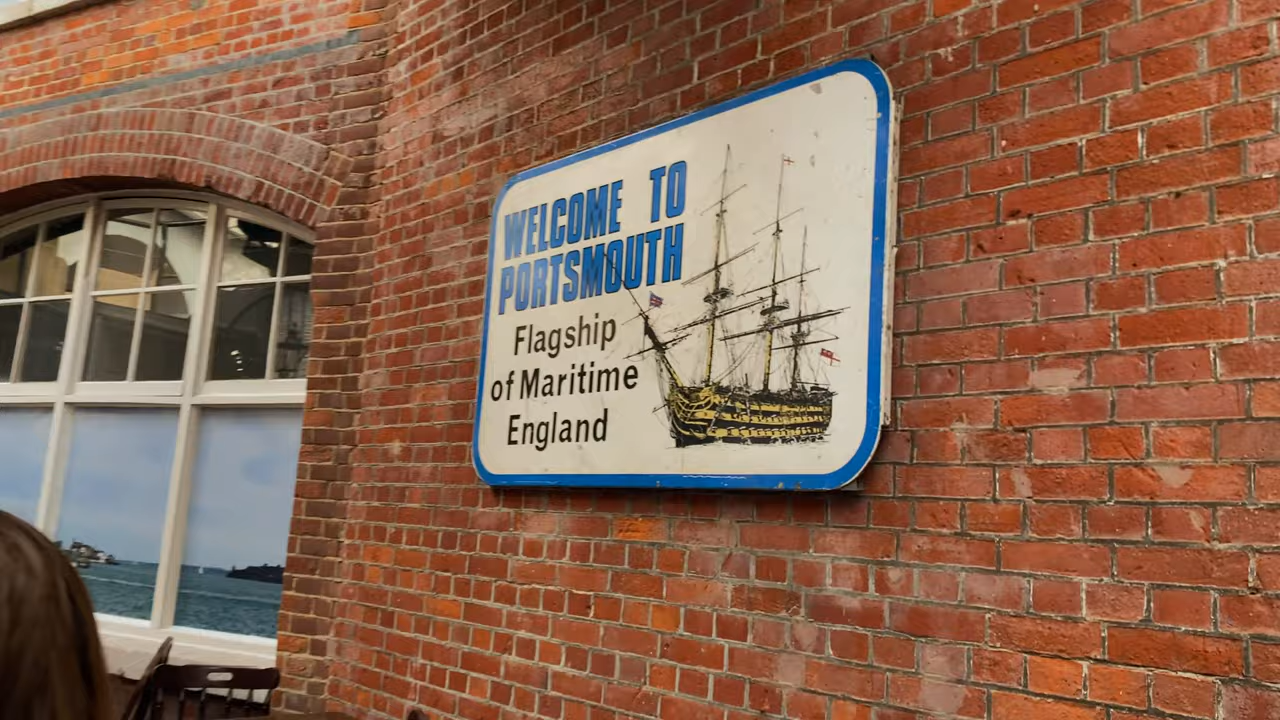 WELCOME TO
PORTSMOUTH
Flagship
of Maritime
England